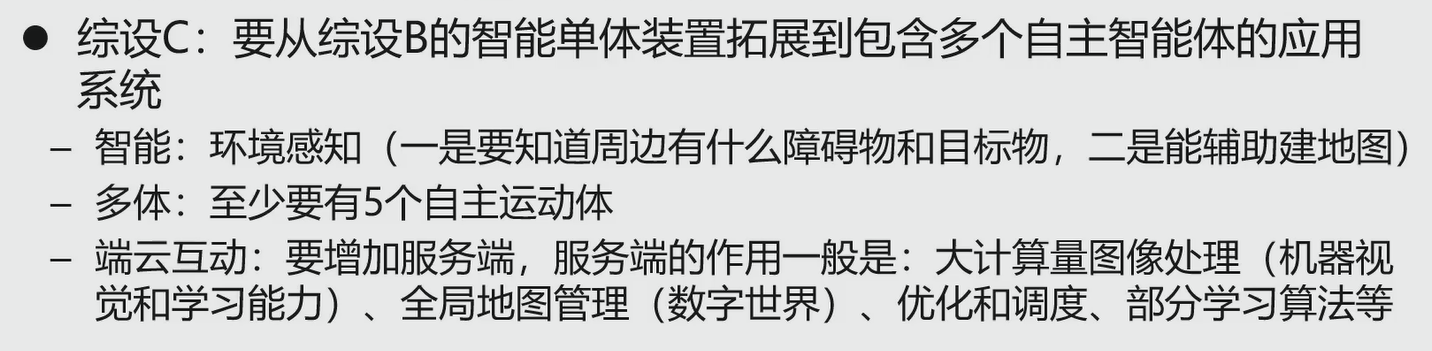 ● 综设C：要从综设B的智能单体装置拓展到包含多个自主智能体的应用
系统
– 智能：环境感知（一是要知道周边有什么障碍物和目标物，二是能辅助建地图）
– 多体：至少要有5个自主运动体
– 端云互动：要增加服务端，服务端的作用一般是：大计算量图像处理（机器视
觉和学习能力）、全局地图管理（数字世界）、优化和调度、部分学习算法等